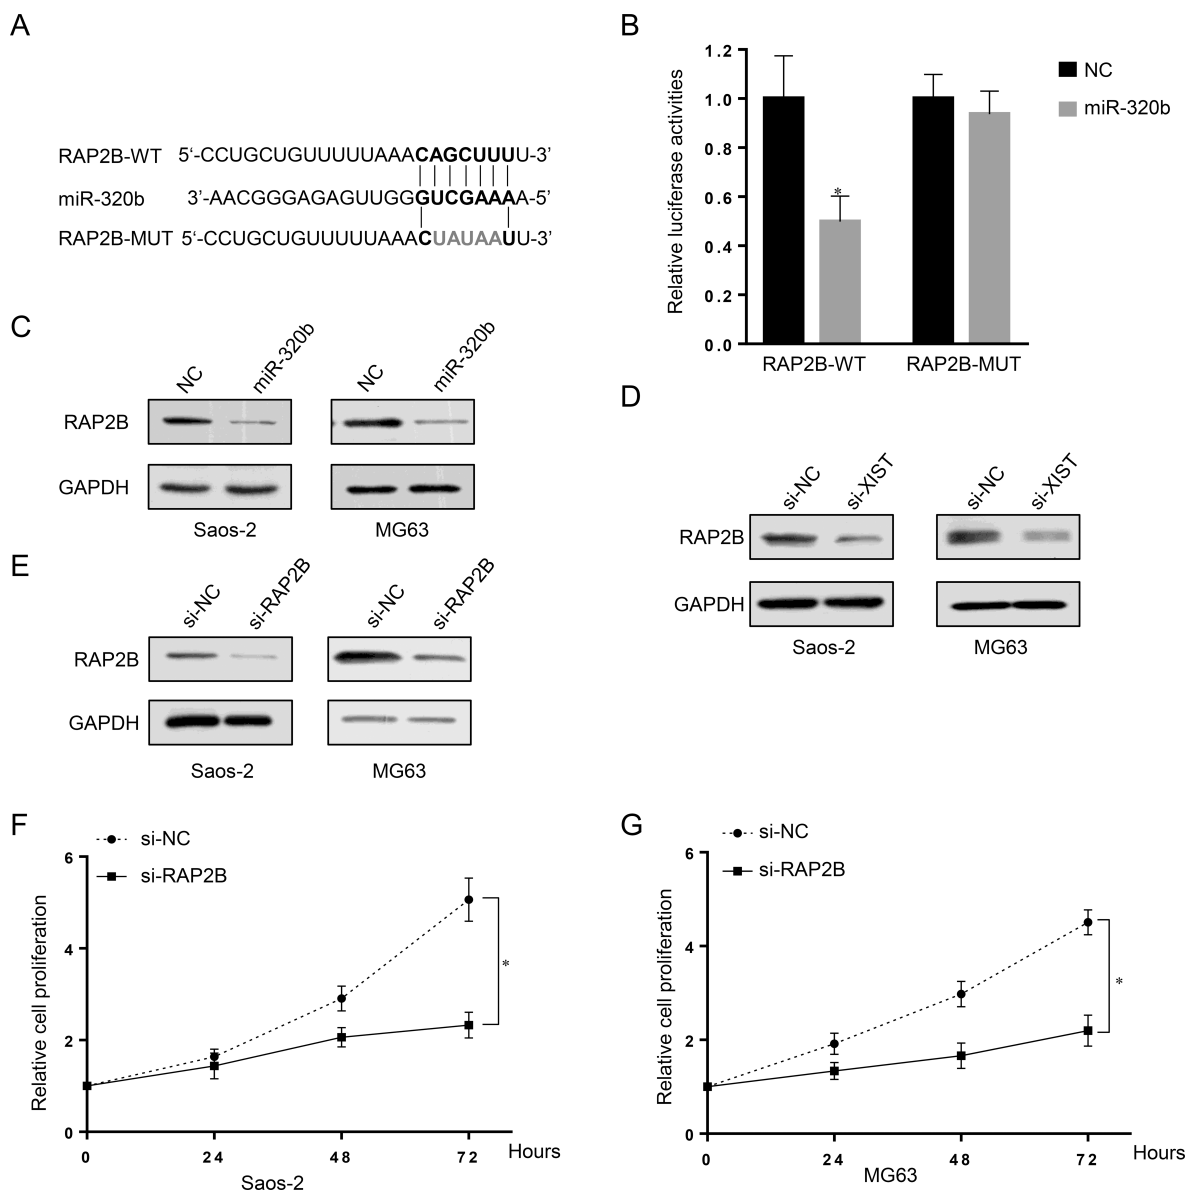 A
RAP2B-WT 5‘-CCUGCUGUUUUUAAACAGCUUUU-3’
miR-320b 3’-AACGGGAGAGUUGGGUCGAAAA-5’
RAP2B-MUT 5‘-CCUGCUGUUUUUAAACUAUAAUU-3’
B
Relative luciferase activities
1.2
1.0
0.8
0.6
0.4
0.2
0.0
*
RAP2B-WT RAP2B-MUT
NC
miR-320b
C
NC miR-320b NC miR-320b
RAP2B
GAPDH
Saos-2 MG63
D
si-NC si-XIST si-NC si-XIST
RAP2B
GAPDH
Saos-2 MG63
E
si-NC si-RAP2B si-NC si-RAP2B
RAP2B
GAPDH
Saos-2 MG63
F
si-NC
si-RAP2B
Relative cell proliferation
6
4
2
0
*
0 24 48 72 Hours
Saos-2
G
si-NC
si-RAP2B
Relative cell proliferation
6
4
2
0
*
0 24 48 72 Hours
MG63